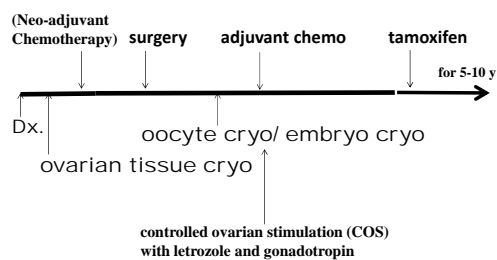 (Neo-adjuvant
Chemotherapy) surgery adjuvant chemo tamoxifen
for 5-10 y
Dx.
oocyte cryo/ embryo cryo
ovarian tissue cryo
controlled ovarian stimulation (COS)
with letrozole and gonadotropin